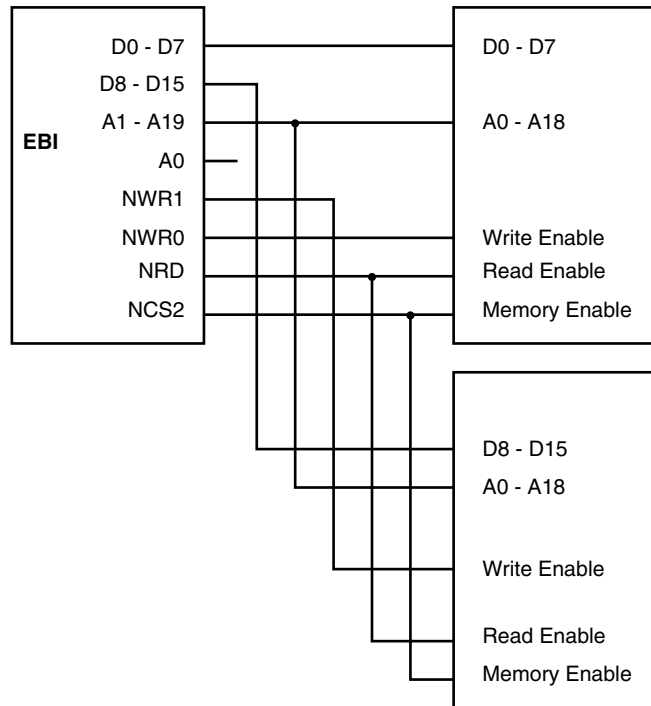 EBI
D0 - D7
D8 - D15
A1 - A19
A0
NWR1
NWR0
NRD
NCS2
D0 - D7
A0 - A18
Write Enable
Read Enable
Memory Enable
D8 - D15
A0 - A18
Write Enable
Read Enable
Memory Enable